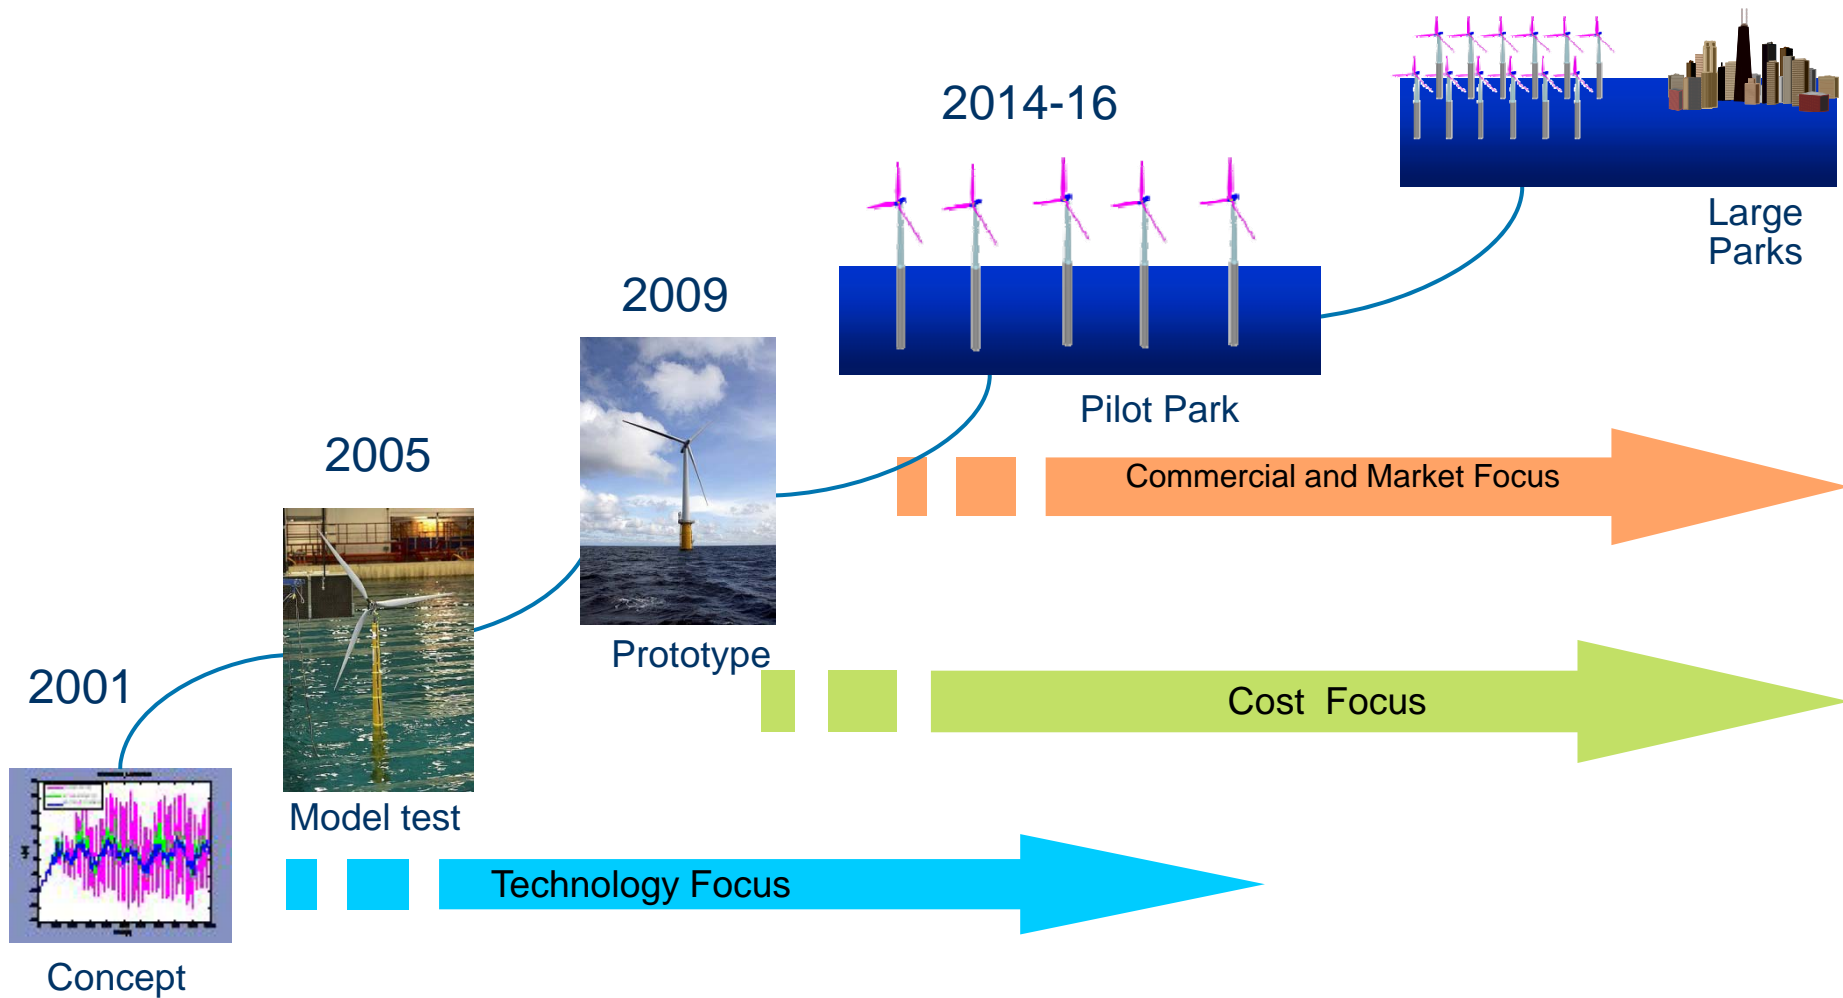 2001
Concept
2005
Model test
2009
Prototype
2014-16
Pilot Park
Large
Parks
Commercial and Market Focus
Cost Focus
Technology Focus